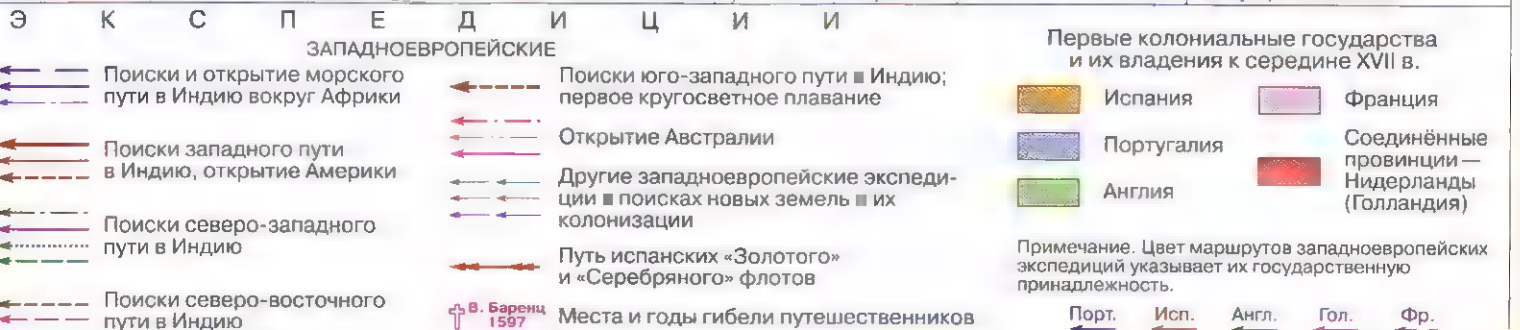 ЭКСПЕДИЦИИ
ЗАПАДНОЕВРОПЕЙСКИЕ
Поиски и открытие морского
пути в Индию вокруг Африки
Поиски западного пути
в Индию, открытие Америки
Поиски северо-западного
пути в Индию
Поиски северо-восточного
пути в Индию
Поиски юго-западного пути в Индию;
первое кругосветное плавание
Открытие Австралии
Другие западноевропейские экспеди-
ции в поисках новых земель и их
колонизации
Путь испанских «Золотого»
и «Серебряного» флотов
В. Баренц
1597
Места и годы гибели путешественников
Первые колониальные государства
и их владения к середине XVII в.
Испания
Португалия
Англия
Франция
Соединённые
провинции —
Нидерланды
(Голландия)
Примечание. Цвет маршрутов западноевропейских
экспедиций указывает их государственную
принадлежность.
Порт. Исп. Англ. Гол. Фр.